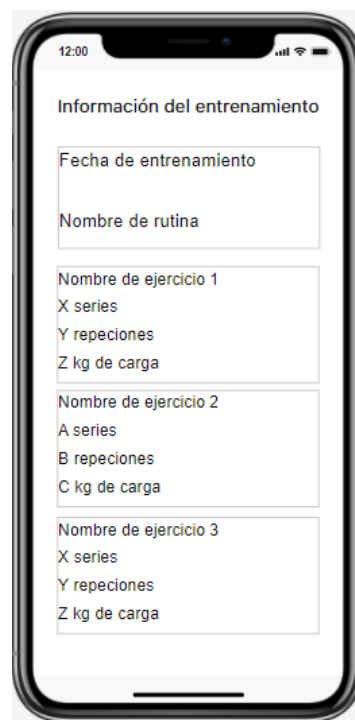 12:00
Información del entrenamiento
Fecha de entrenamiento
Nombre de rutina
Nombre de ejercicio 1
X series
Y repeciones
Z kg de carga
Nombre de ejercicio 2
A series
B repeciones
C kg de carga
Nombre de ejercicio 3
X series
Y repeciones
Z kg de carga